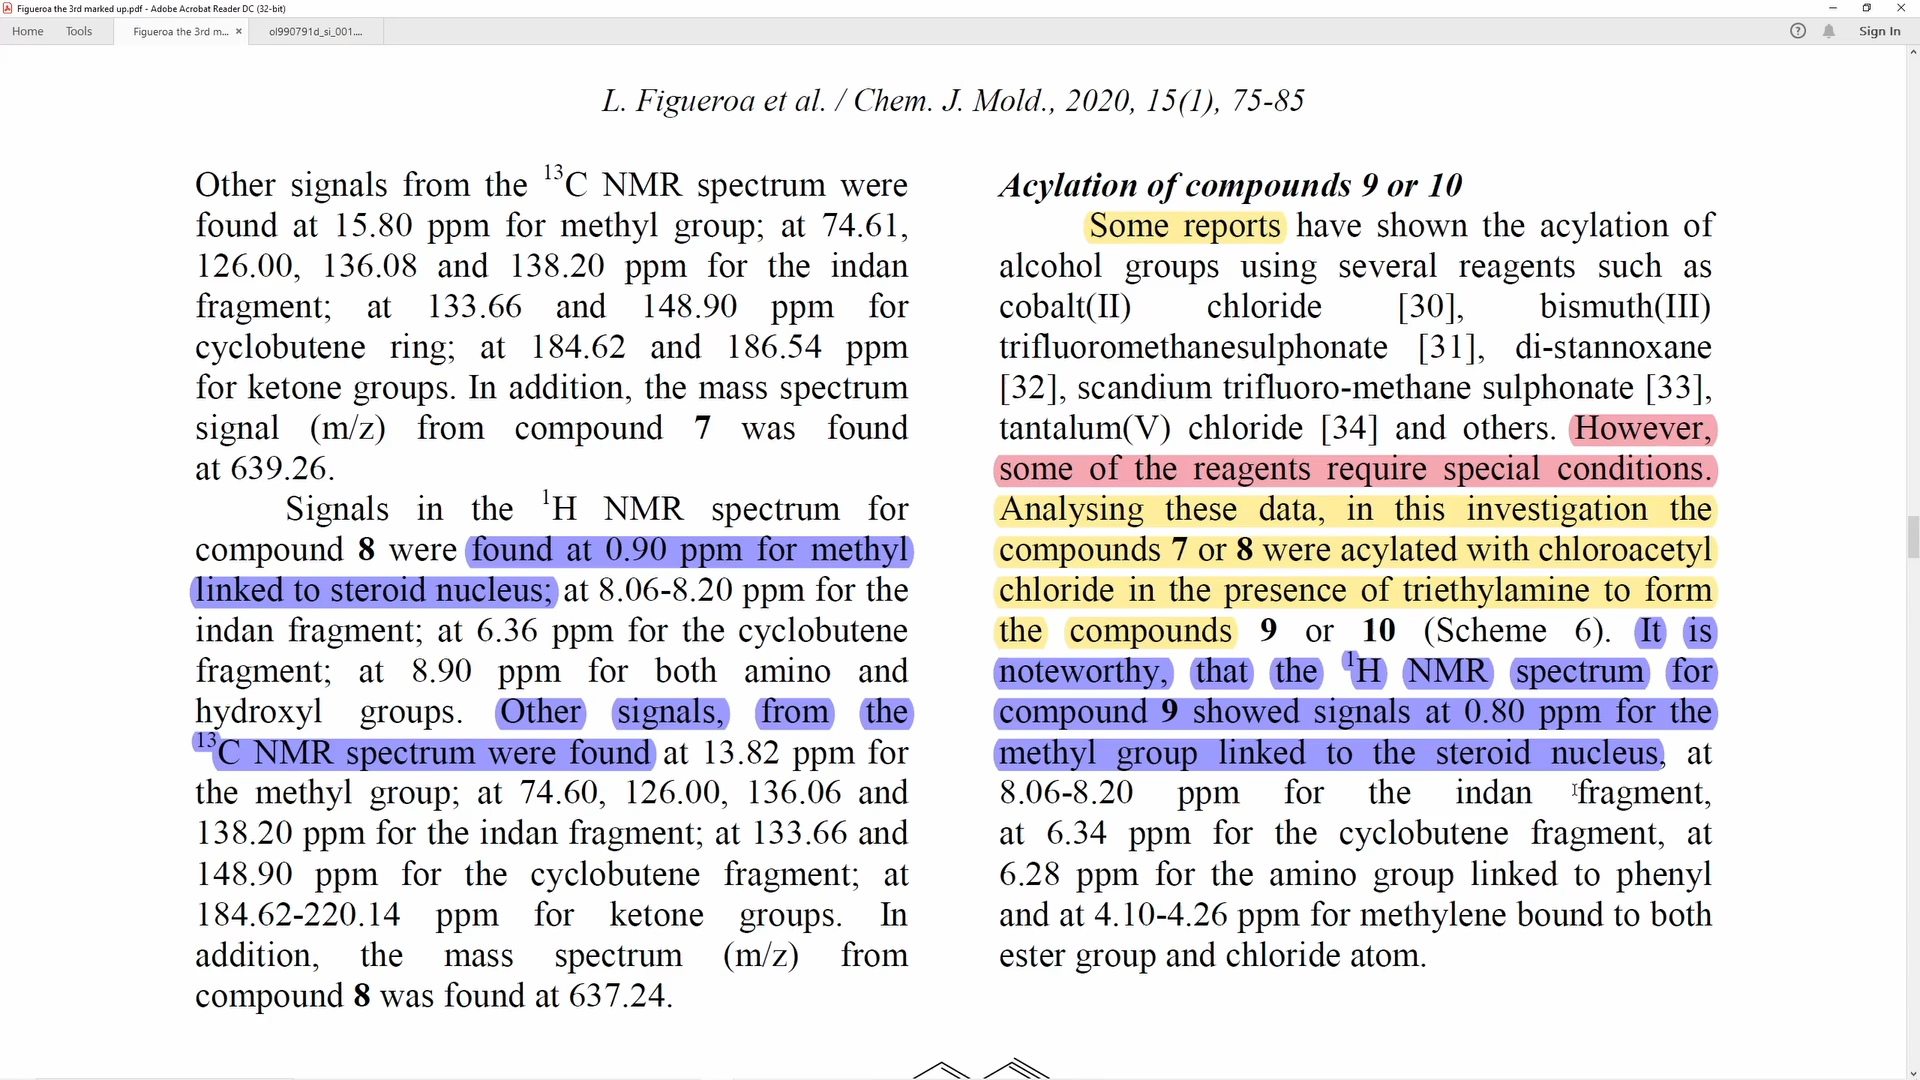 Figueroa the 3rd marked up.pdf - Adobe Acrobat Reader DC (32-bit)
Home Tools Figueroa the 3rd m... × ol990791d_si_001.... Sign In
L. Figueroa et al. / Chem. J. Mold., 2020, 15(1), 75-85
Other signals from the ¹³C NMR spectrum were
found at 15.80 ppm for methyl group; at 74.61,
126.00, 136.08 and 138.20 ppm for the indan
fragment; at 133.66 and 148.90 ppm for
cyclobutene ring; at 184.62 and 186.54 ppm
for ketone groups. In addition, the mass spectrum
signal (m/z) from compound 7 was found
at 639.26.
Signals in the ¹H NMR spectrum for
compound 8 were found at 0.90 ppm for methyl
linked to steroid nucleus; at 8.06-8.20 ppm for the
indan fragment; at 6.36 ppm for the cyclobutene
fragment; at 8.90 ppm for both amino and
hydroxyl groups. Other signals, from the
¹³C NMR spectrum were found at 13.82 ppm for
the methyl group; at 74.60, 126.00, 136.06 and
138.20 ppm for the indan fragment; at 133.66 and
148.90 ppm for the cyclobutene fragment; at
184.62-220.14 ppm for ketone groups. In
addition, the mass spectrum (m/z) from
compound 8 was found at 637.24.
Acylation of compounds 9 or 10
Some reports have shown the acylation of
alcohol groups using several reagents such as
cobalt(II) chloride [30], bismuth(III)
trifluoromethanesulphonate [31], di-stannoxane
[32], scandium trifluoro-methane sulphonate [33],
tantalum(V) chloride [34] and others. However,
some of the reagents require special conditions.
Analysing these data, in this investigation the
compounds 7 or 8 were acylated with chloroacetyl
chloride in the presence of triethylamine to form
the compounds 9 or 10 (Scheme 6). It is
noteworthy, that the ¹H NMR spectrum for
compound 9 showed signals at 0.80 ppm for the
methyl group linked to the steroid nucleus, at
8.06-8.20 ppm for the indan fragment,
at 6.34 ppm for the cyclobutene fragment, at
6.28 ppm for the amino group linked to phenyl
and at 4.10-4.26 ppm for methylene bound to both
ester group and chloride atom.